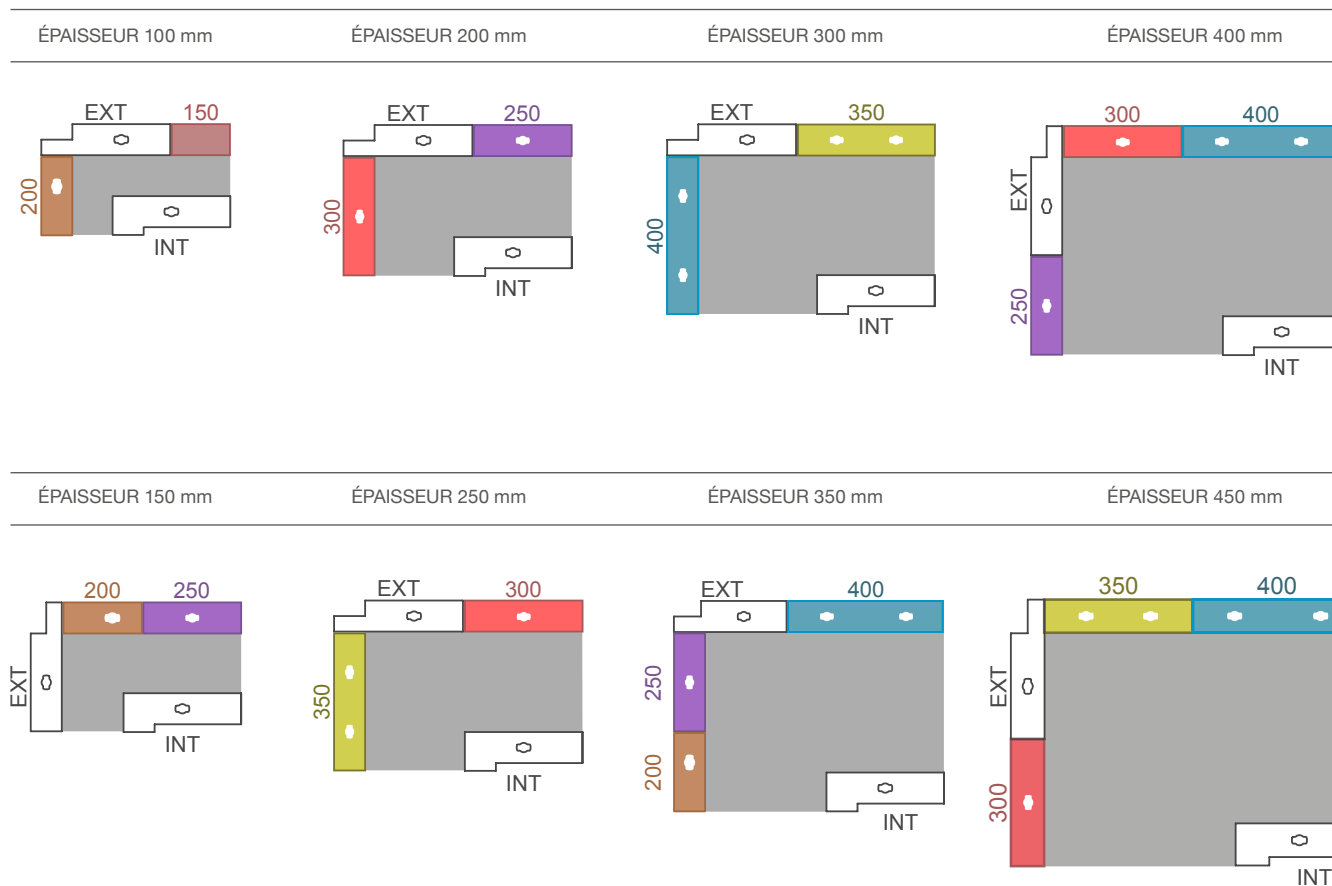 ÉPAISSEUR 100 mm
ÉPAISSEUR 200 mm
ÉPAISSEUR 300 mm
ÉPAISSEUR 400 mm
EXT
150
200
INT
EXT
250
300
INT
EXT
350
400
INT
300
400
EXT
250
INT
ÉPAISSEUR 150 mm
ÉPAISSEUR 250 mm
ÉPAISSEUR 350 mm
ÉPAISSEUR 450 mm
200
250
EXT
INT
EXT
300
350
INT
EXT
400
250
200
INT
350
400
EXT
300
INT